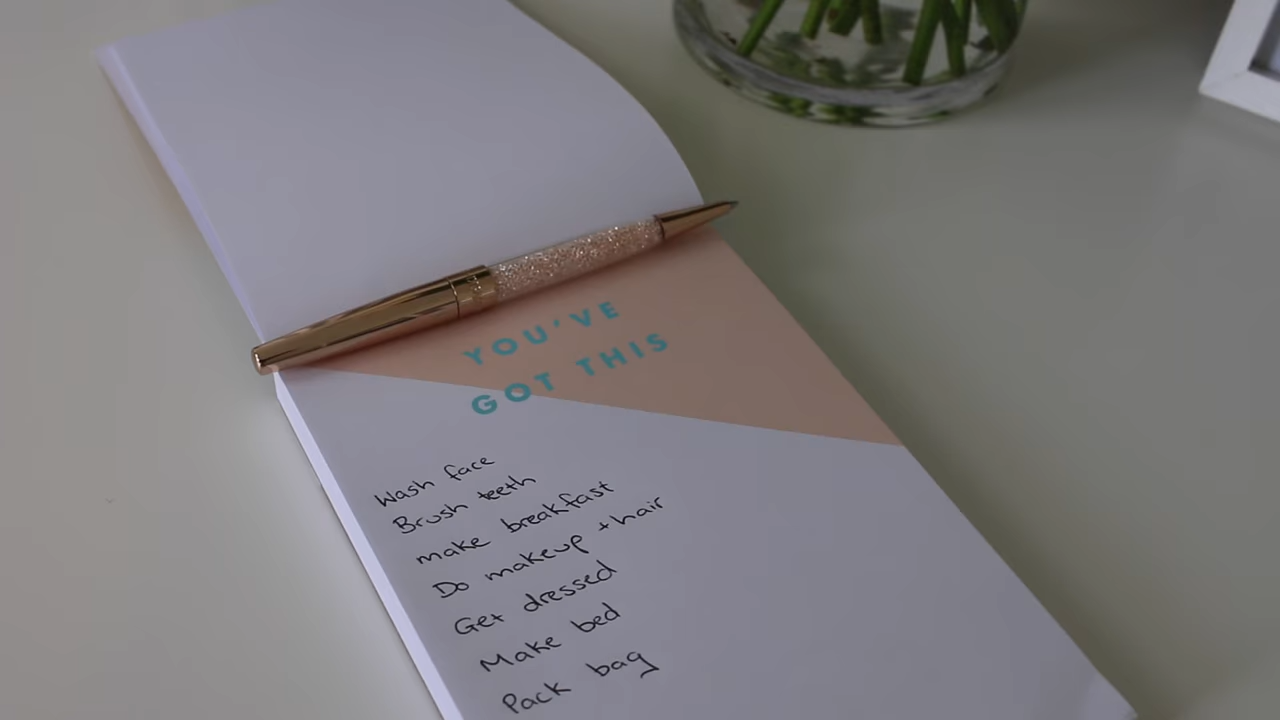 YOU'VE
GOT THIS
Wash face
Brush teeth
make breakfast
Do makeup + hair
Get dressed
Make bed
Pack bag